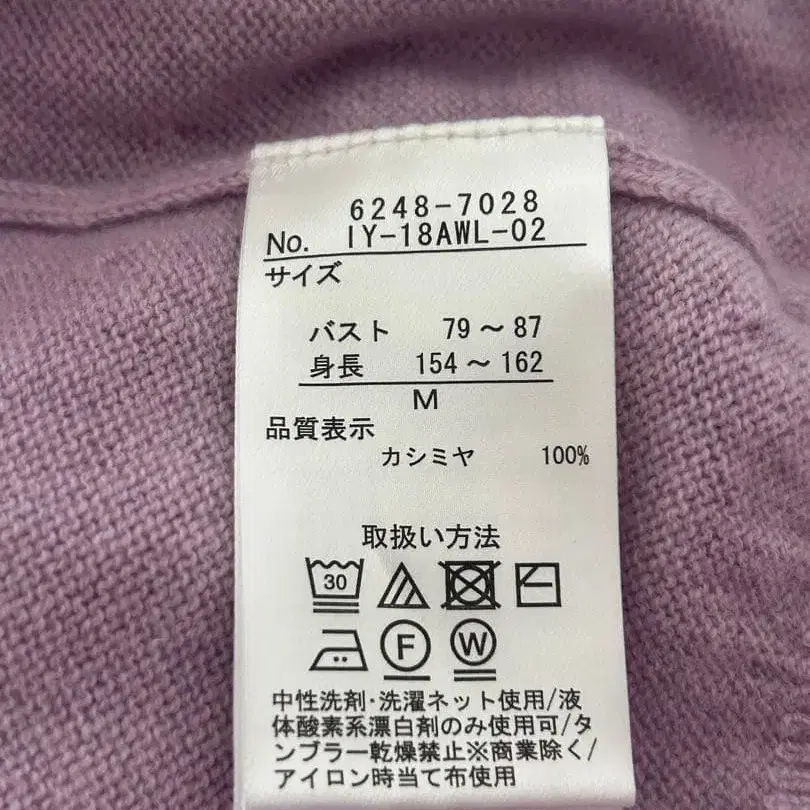 6248-7028
No. IY-18AWL-02
サイズ
バスト 79～87
身長 154～162
M
品質表示
カシミヤ 100%
取扱い方法
30
F W
中性洗剤・洗濯ネット使用/液
体酸素系漂白剤のみ使用可/タ
ンブラー乾燥禁止※商業除く/
アイロン時当て布使用